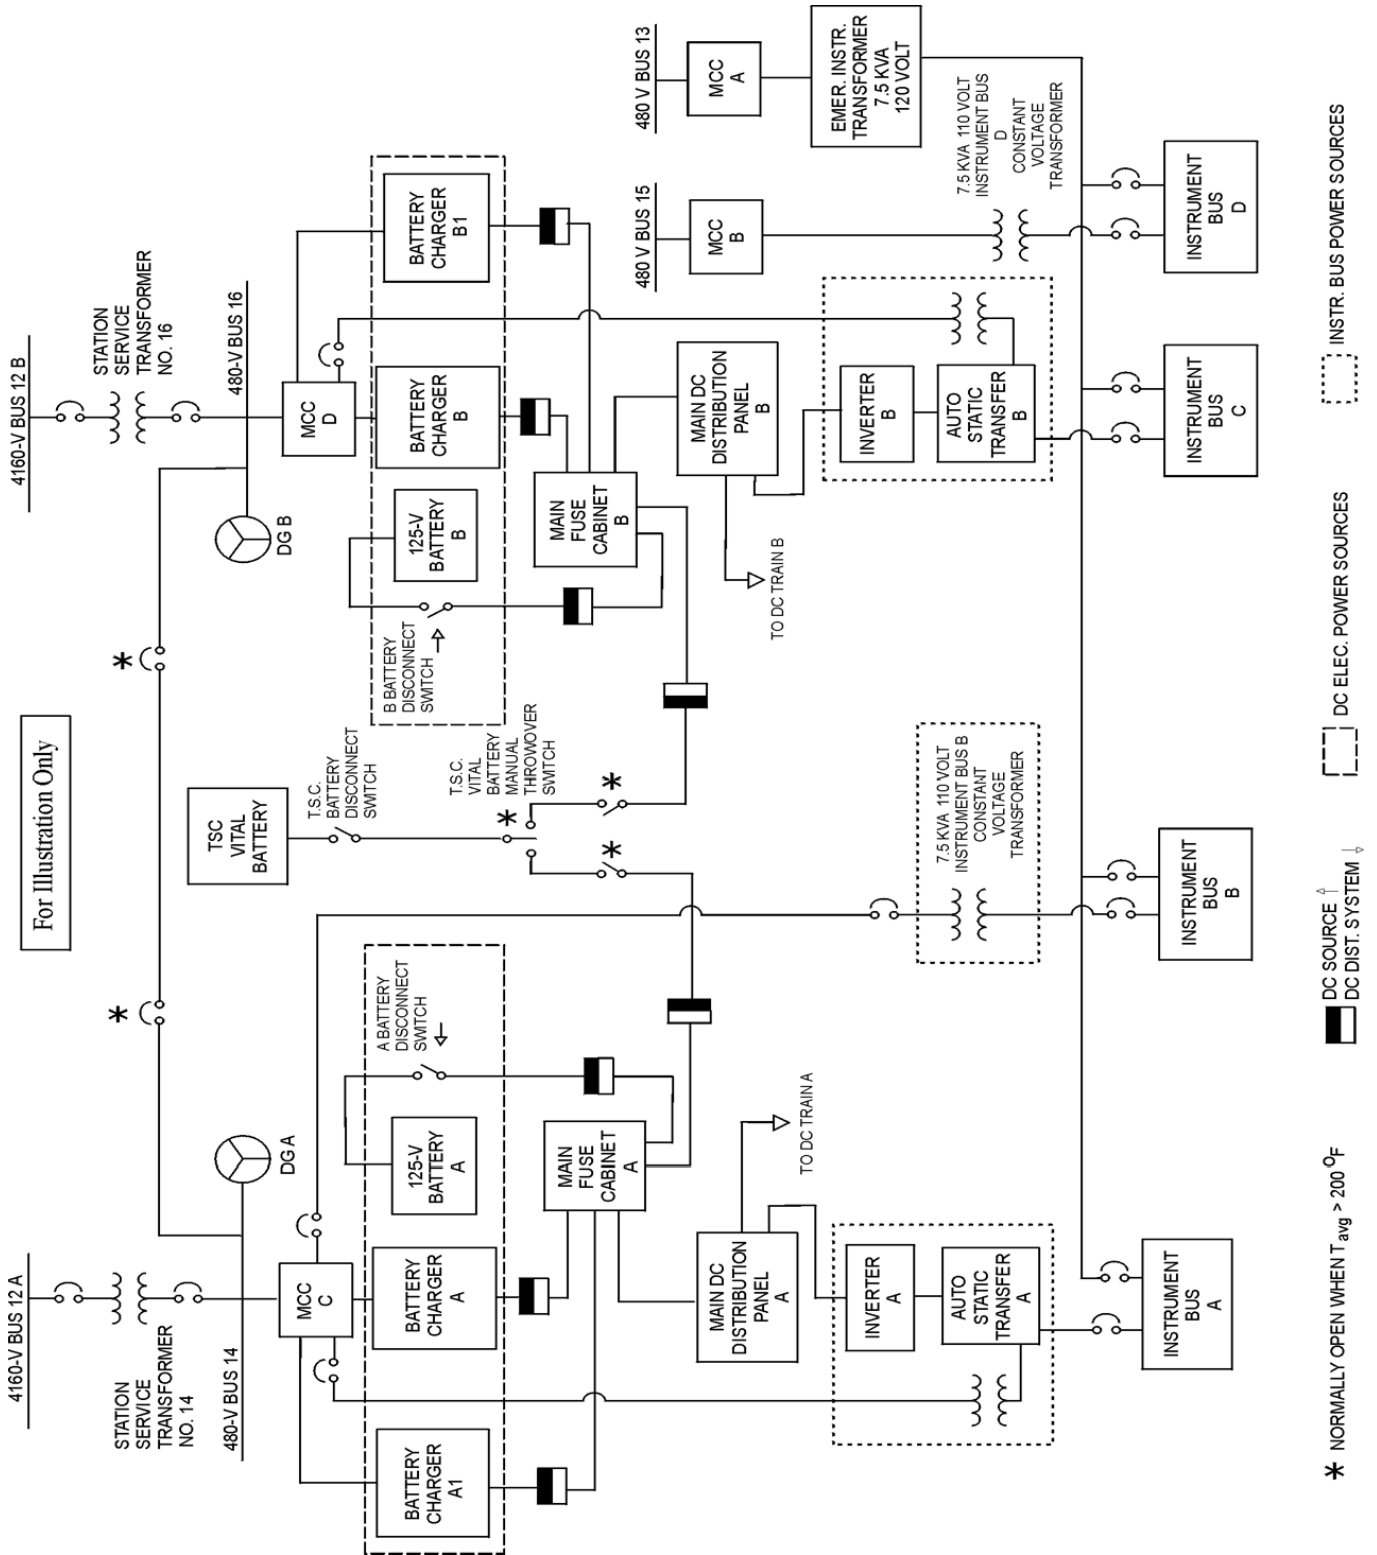 For Illustration Only
4160-V BUS 12 A
4160-V BUS 12 B
STATION
SERVICE
TRANSFORMER
NO. 14
*
*
STATION
SERVICE
TRANSFORMER
NO. 16
480-V BUS 14
DG A
TSC
VITAL
BATTERY
DG B
480-V BUS 16
MCC
C
T.S.C.
BATTERY
DISCONNECT
SWITCH
MCC
D
BATTERY
CHARGER
A1
BATTERY
CHARGER
A
125-V
BATTERY
A
A BATTERY
DISCONNECT
SWITCH
B BATTERY
DISCONNECT
SWITCH
125-V
BATTERY
B
BATTERY
CHARGER
B
BATTERY
CHARGER
B1
T.S.C.
VITAL
BATTERY
MANUAL
THROWOVER
SWITCH
*
*
*
MAIN
FUSE
CABINET
A
MAIN
FUSE
CABINET
B
480 V BUS 15
480 V BUS 13
MCC
B
MCC
A
MAIN DC
DISTRIBUTION
PANEL
A
TO DC TRAIN A
TO DC TRAIN B
MAIN DC
DISTRIBUTION
PANEL
B
EMER. INSTR.
TRANSFORMER
7.5 KVA
120 VOLT
INVERTER
A
INVERTER
B
AUTO
STATIC
TRANSFER
A
7.5 KVA 110 VOLT
INSTRUMENT BUS B
CONSTANT
VOLTAGE
TRANSFORMER
AUTO
STATIC
TRANSFER
B
7.5 KVA 110 VOLT
INSTRUMENT BUS
D
CONSTANT
VOLTAGE
TRANSFORMER
INSTRUMENT
BUS
A
INSTRUMENT
BUS
B
INSTRUMENT
BUS
C
INSTRUMENT
BUS
D
* NORMALLY OPEN WHEN Tavg > 200 °F
DC SOURCE ↑
DC DIST. SYSTEM ↓
DC ELEC. POWER SOURCES
INSTR. BUS POWER SOURCES